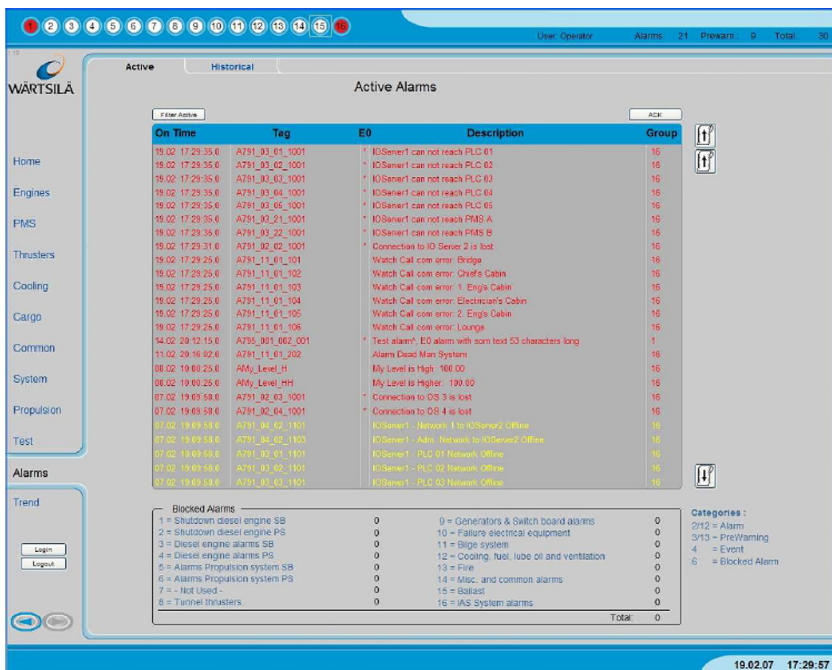 1 2 3 4 5 6 7 8 9 10 11 12 13 14 15 16
User: Operator Alarms: 21 Prewarn.: 9 Total: 30
WÄRTSILÄ
Active Historical
Active Alarms
Filter Active ACK
On Time Tag E0 Description Group
19.02 17:29:35.0 A791_03_01_1001 * IOServer1 can not reach PLC 01 16
19.02 17:29:35.0 A791_03_02_1001 * IOServer1 can not reach PLC 02 16
19.02 17:29:35.0 A791_03_03_1001 * IOServer1 can not reach PLC 03 16
19.02 17:29:35.0 A791_03_04_1001 * IOServer1 can not reach PLC 04 16
19.02 17:29:35.0 A791_03_05_1001 * IOServer1 can not reach PLC 05 16
19.02 17:29:35.0 A791_03_21_1001 * IOServer1 can not reach PMS A 16
19.02 17:29:35.0 A791_03_22_1001 * IOServer1 can not reach PMS B 16
19.02 17:29:31.0 A791_02_02_1001 * Connection to IO Server 2 is lost 16
19.02 17:29:25.0 A791_11_01_101 Watch Call com error: Bridge 16
19.02 17:29:25.0 A791_11_01_102 Watch Call com error: Chief's Cabin 16
19.02 17:29:25.0 A791_11_01_103 Watch Call com error: 1. Eng's Cabin 16
19.02 17:29:25.0 A791_11_01_104 Watch Call com error: Electrician's Cabin 16
19.02 17:29:25.0 A791_11_01_105 Watch Call com error: 2. Eng's Cabin 16
19.02 17:29:25.0 A791_11_01_106 Watch Call com error: Lounge 16
14.02 20:12:15.0 A795_001_002_001 * Test alarm^, E0 alarm with som text 53 characters long 1
11.02 20:16:02.0 A791_11_01_202 Alarm Dead Man System 16
08.02 10:00:25.0 AMy_Level_H My Level is High: 100.00 16
08.02 10:00:25.0 AMy_Level_HH My Level is Higher: 100.00 16
07.02 19:09:58.0 A791_02_03_1001 * Connection to OS 3 is lost 16
07.02 19:09:58.0 A791_02_04_1001 * Connection to OS 4 is lost 16
07.02 19:09:58.0 A791_04_02_1101 IOServer1 - Network 1 to IOServer2 Offline 16
07.02 19:09:58.0 A791_04_02_1103 IOServer1 - Adm. Network to IOServer2 Offline 16
07.02 19:09:58.0 A791_03_01_1101 IOServer1 - PLC 01 Network Offline 16
07.02 19:09:58.0 A791_03_02_1101 IOServer1 - PLC 02 Network Offline 16
07.02 19:09:58.0 A791_03_03_1101 IOServer1 - PLC 03 Network Offline 16
Home
Engines
PMS
Thrusters
Cooling
Cargo
Common
System
Propulsion
Test
Alarms
Trend
Login
Logout
Blocked Alarms
1 = Shutdown diesel engine SB 0
2 = Shutdown diesel engine PS 0
3 = Diesel engine alarms SB 0
4 = Diesel engine alarms PS 0
5 = Alarms Propulsion system SB 0
6 = Alarms Propulsion system PS 0
7 = - Not Used - 0
8 = Tunnel thrusters 0
9 = Generators & Switch board alarms 0
10 = Failure electrical equipment 0
11 = Bilge system 0
12 = Cooling, fuel, lube oil and ventilation 0
13 = Fire 0
14 = Misc. and common alarms 0
15 = Ballast 0
16 = IAS System alarms 0
Total: 0
Categories :
2/12 = Alarm
3/13 = PreWarning
4 = Event
6 = Blocked Alarm
19.02.07 17:29:57